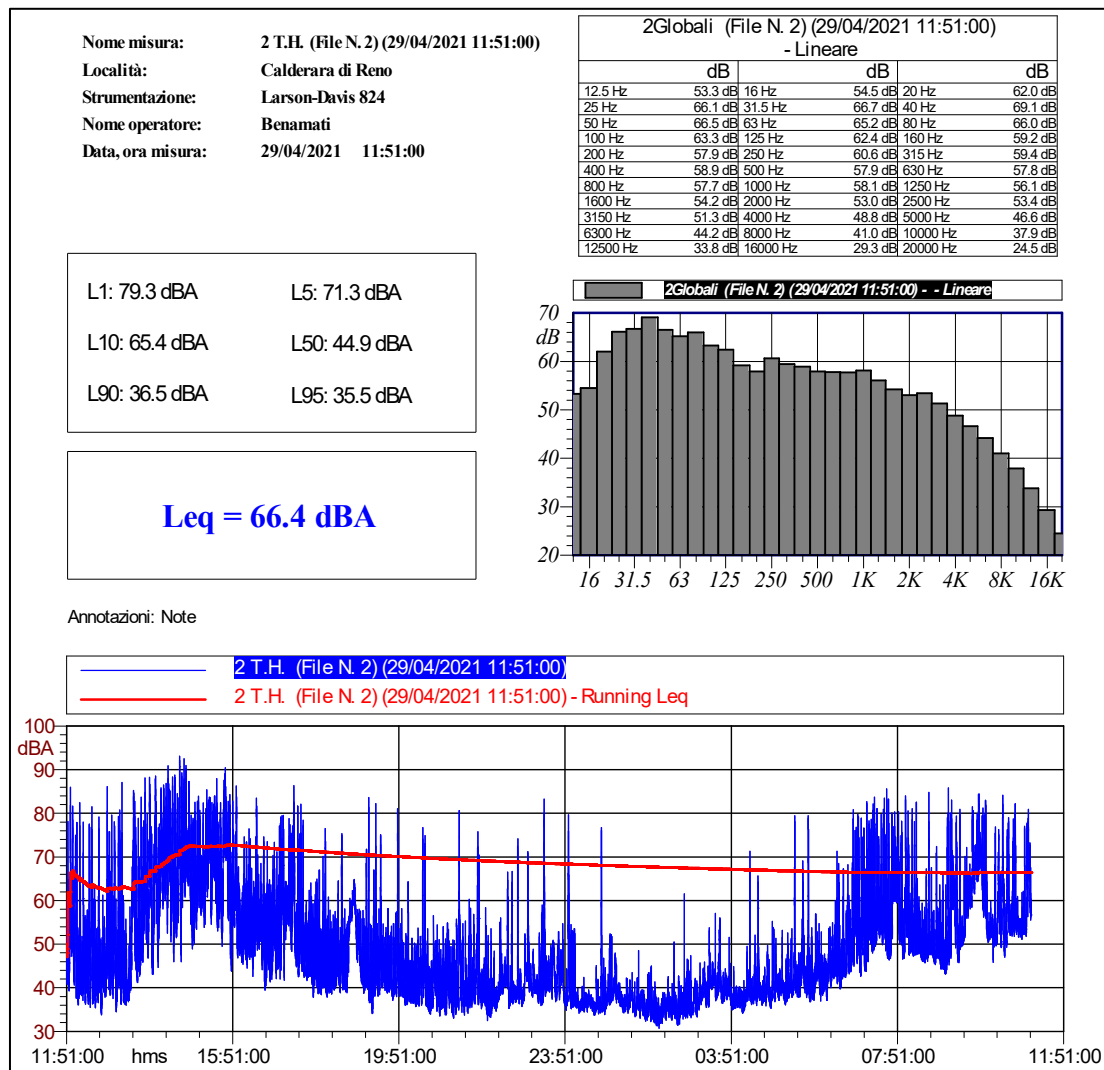 Nome misura: 2 T.H. (File N. 2) (29/04/2021 11:51:00)
Località: Calderara di Reno
Strumentazione: Larson-Davis 824
Nome operatore: Benamati
Data, ora misura: 29/04/2021 11:51:00
2Globali (File N. 2) (29/04/2021 11:51:00)
- Lineare
dB dB dB
12.5 Hz 53.3 dB 16 Hz 54.5 dB 20 Hz 62.0 dB
25 Hz 66.1 dB 31.5 Hz 66.7 dB 40 Hz 69.1 dB
50 Hz 66.5 dB 63 Hz 65.2 dB 80 Hz 66.0 dB
100 Hz 63.3 dB 125 Hz 62.4 dB 160 Hz 59.2 dB
200 Hz 57.9 dB 250 Hz 60.6 dB 315 Hz 59.4 dB
400 Hz 58.9 dB 500 Hz 57.9 dB 630 Hz 57.8 dB
800 Hz 57.7 dB 1000 Hz 58.1 dB 1250 Hz 56.1 dB
1600 Hz 54.2 dB 2000 Hz 53.0 dB 2500 Hz 53.4 dB
3150 Hz 51.3 dB 4000 Hz 48.8 dB 5000 Hz 46.6 dB
6300 Hz 44.2 dB 8000 Hz 41.0 dB 10000 Hz 37.9 dB
12500 Hz 33.8 dB 16000 Hz 29.3 dB 20000 Hz 24.5 dB
L1: 79.3 dBA L5: 71.3 dBA
L10: 65.4 dBA L50: 44.9 dBA
L90: 36.5 dBA L95: 35.5 dBA
Leq = 66.4 dBA
2Globali (File N. 2) (29/04/2021 11:51:00) - - Lineare
70
dB
60
50
40
30
20
16 31.5 63 125 250 500 1K 2K 4K 8K 16K
Annotazioni: Note
2 T.H. (File N. 2) (29/04/2021 11:51:00)
2 T.H. (File N. 2) (29/04/2021 11:51:00) - Running Leq
100
dBA
90
80
70
60
50
40
30
11:51:00 hms 15:51:00 19:51:00 23:51:00 03:51:00 07:51:00 11:51:00